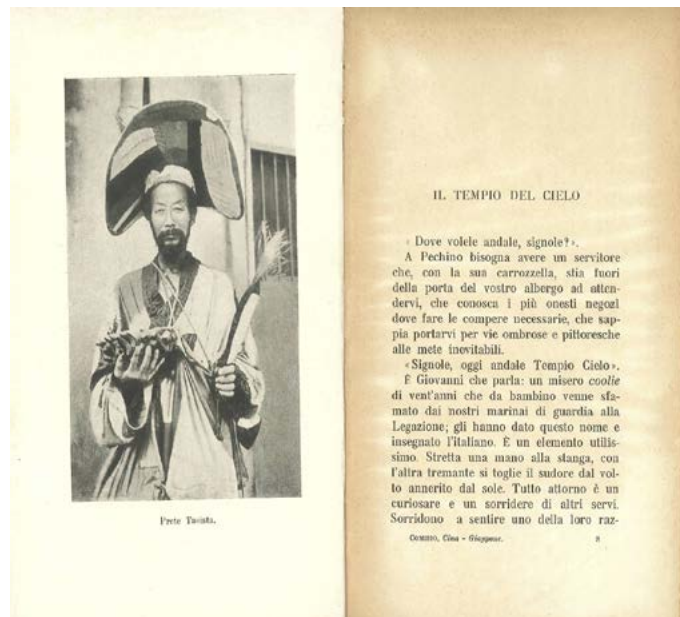 Prete Taoista.
IL TEMPIO DEL CIELO
« Dove volele andale, signole? ».
A Pechino bisogna avere un servitore
che, con la sua carrozzella, stia fuori
della porta del vostro albergo ad atten-
dervi, che conosca i più onesti negozi
dove fare le compere necessarie, che sap-
pia portarvi per vie ombrose e pittoresche
alle mete inevitabili.
«Signole, oggi andale Tempio Cielo».
È Giovanni che parla: un misero coolie
di vent'anni che da bambino venne sfa-
mato dai nostri marinai di guardia alla
Legazione; gli hanno dato questo nome e
insegnato l'italiano. È un elemento utilis-
simo. Stretta una mano alla stanga, con
l'altra tremante si toglie il sudore dal vol-
to annerito dal sole. Tutto attorno è un
curiosare e un sorridere di altri servi.
Sorridono a sentire uno della loro raz-
Cina - Giappone. 8